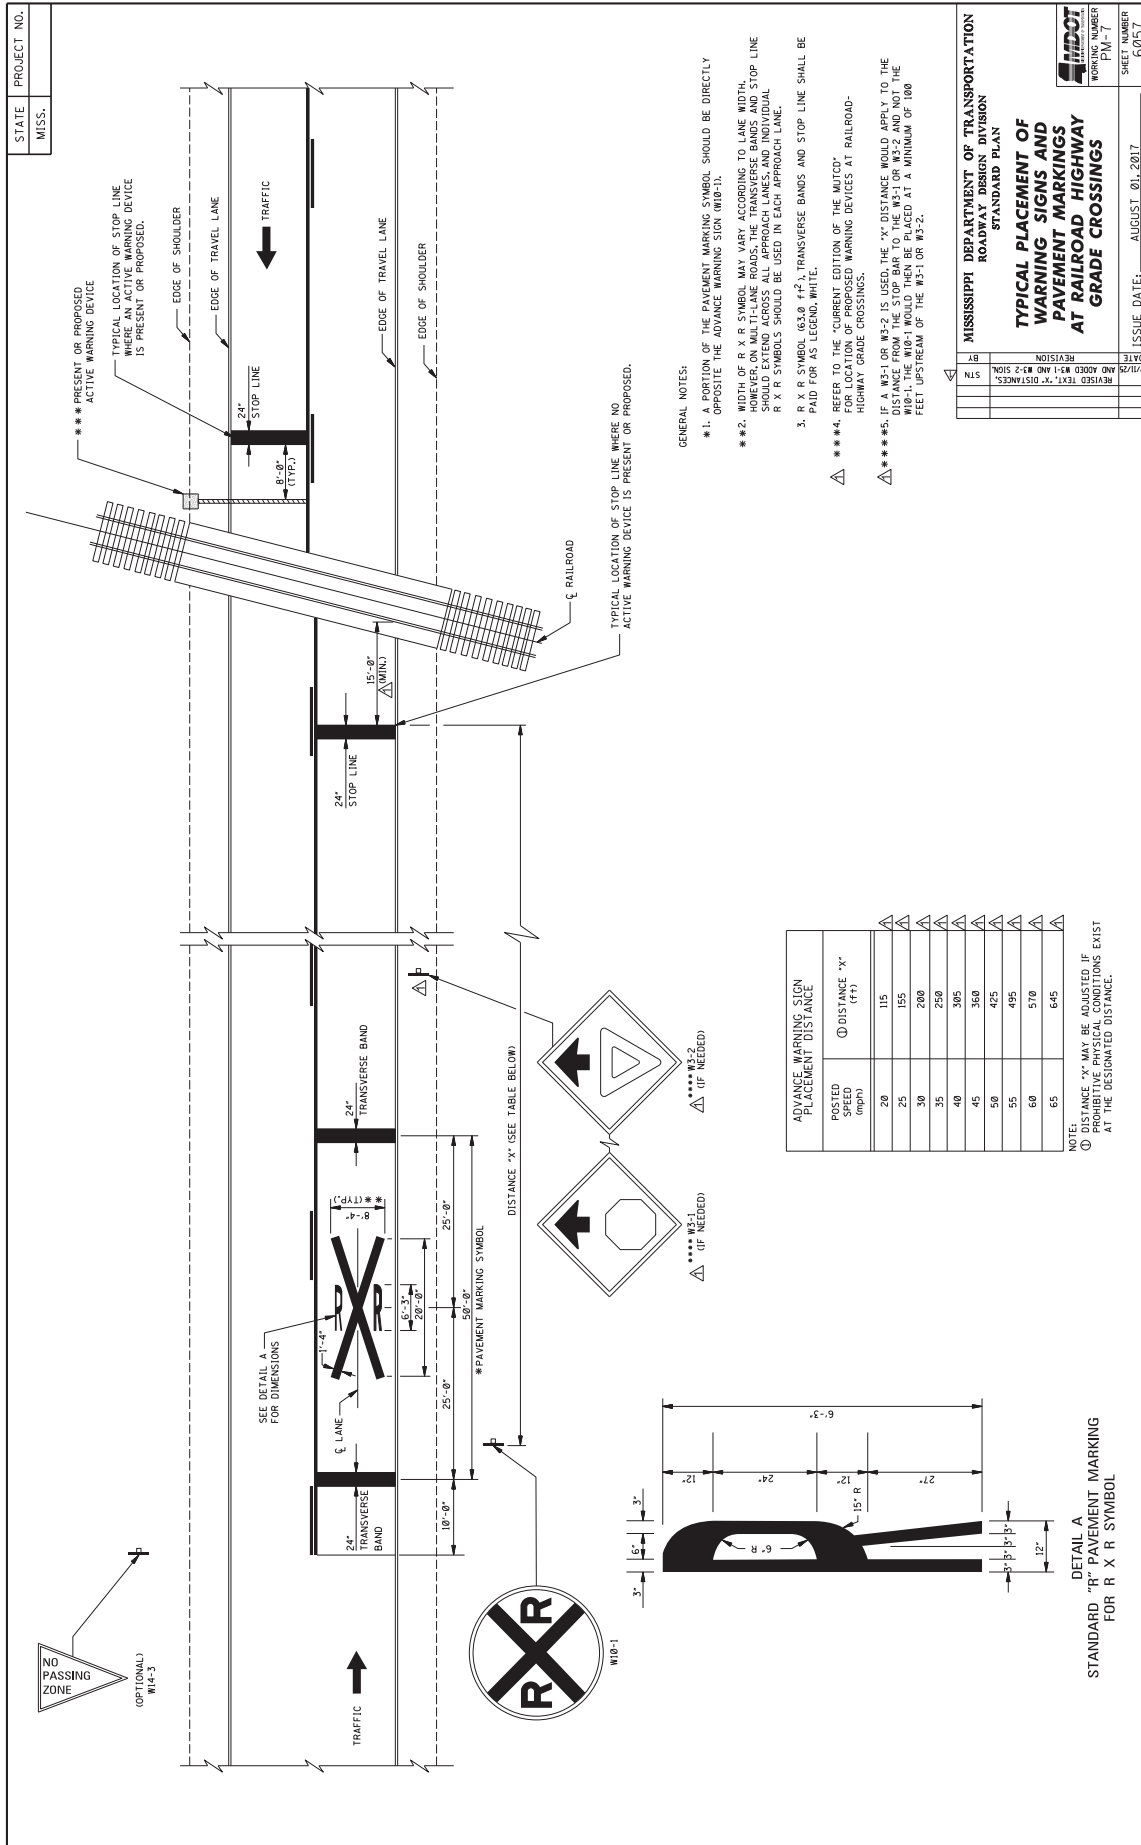 STATE
PROJECT NO.
MISS.
* * * PRESENT OR PROPOSED
ACTIVE WARNING DEVICE
TYPICAL LOCATION OF STOP LINE
WHERE AN ACTIVE WARNING DEVICE
IS PRESENT OR PROPOSED.
EDGE OF SHOULDER
EDGE OF TRAVEL LANE
TRAFFIC
24"
STOP LINE
8'-0"
(TYP.)
EDGE OF TRAVEL LANE
EDGE OF SHOULDER
℄ RAILROAD
15'-0"
(MIN.)
1
TYPICAL LOCATION OF STOP LINE WHERE NO
ACTIVE WARNING DEVICE IS PRESENT OR PROPOSED.
24"
STOP LINE
NO
PASSING
ZONE
(OPTIONAL)
W14-3
TRAFFIC
SEE DETAIL A
FOR DIMENSIONS
1'-4"
R
R
℄ LANE
8'-4"
(TYP.) * *
24"
TRANSVERSE
BAND
24"
TRANSVERSE BAND
6'-3"
20'-0"
10'-0"
25'-0"
25'-0"
50'-0"
*PAVEMENT MARKING SYMBOL
DISTANCE "X" (SEE TABLE BELOW)
1
R R
W10-1
1 **** W3-1
(IF NEEDED)
1 **** W3-2
(IF NEEDED)
3"
6"
3"
6" R
15" R
12"
24"
12"
27"
6'-3"
3" 3" 3" 3"
12"
DETAIL A
STANDARD "R" PAVEMENT MARKING
FOR R X R SYMBOL
ADVANCE WARNING SIGN
PLACEMENT DISTANCE
POSTED
SPEED
(mph)
① DISTANCE "X"
(ft)
20 115 1
25 155 1
30 200 1
35 250 1
40 305 1
45 360 1
50 425 1
55 495 1
60 570 1
65 645 1
NOTE:
① DISTANCE "X" MAY BE ADJUSTED IF
PROHIBITIVE PHYSICAL CONDITIONS EXIST
AT THE DESIGNATED DISTANCE.
GENERAL NOTES:
* 1. A PORTION OF THE PAVEMENT MARKING SYMBOL SHOULD BE DIRECTLY
OPPOSITE THE ADVANCE WARNING SIGN (W10-1).
* * 2. WIDTH OF R X R SYMBOL MAY VARY ACCORDING TO LANE WIDTH.
HOWEVER, ON MULTI-LANE ROADS, THE TRANSVERSE BANDS AND STOP LINE
SHOULD EXTEND ACROSS ALL APPROACH LANES, AND INDIVIDUAL
R X R SYMBOLS SHOULD BE USED IN EACH APPROACH LANE.
3. R X R SYMBOL (63.0 ft²), TRANSVERSE BANDS AND STOP LINE SHALL BE
PAID FOR AS LEGEND, WHITE.
1 * * * 4. REFER TO THE "CURRENT EDITION OF THE MUTCD"
FOR LOCATION OF PROPOSED WARNING DEVICES AT RAILROAD-
HIGHWAY GRADE CROSSINGS.
1 * * * * 5. IF A W3-1 OR W3-2 IS USED, THE "X" DISTANCE WOULD APPLY TO THE
DISTANCE FROM THE STOP BAR TO THE W3-1 OR W3-2 AND NOT THE
W10-1. THE W10-1 WOULD THEN BE PLACED AT A MINIMUM OF 100
FEET UPSTREAM OF THE W3-1 OR W3-2.
MISSISSIPPI DEPARTMENT OF TRANSPORTATION
ROADWAY DESIGN DIVISION
STANDARD PLAN
TYPICAL PLACEMENT OF
WARNING SIGNS AND
PAVEMENT MARKINGS
AT RAILROAD HIGHWAY
GRADE CROSSINGS
MDOT
WORKING NUMBER
PM-7
SHEET NUMBER
6057
ISSUE DATE: AUGUST 01, 2017
1
BY
REVISION
DATE
STN
REVISED TEXT, "X" DISTANCES,
AND ADDED W3-1 AND W3-2 SIGN.